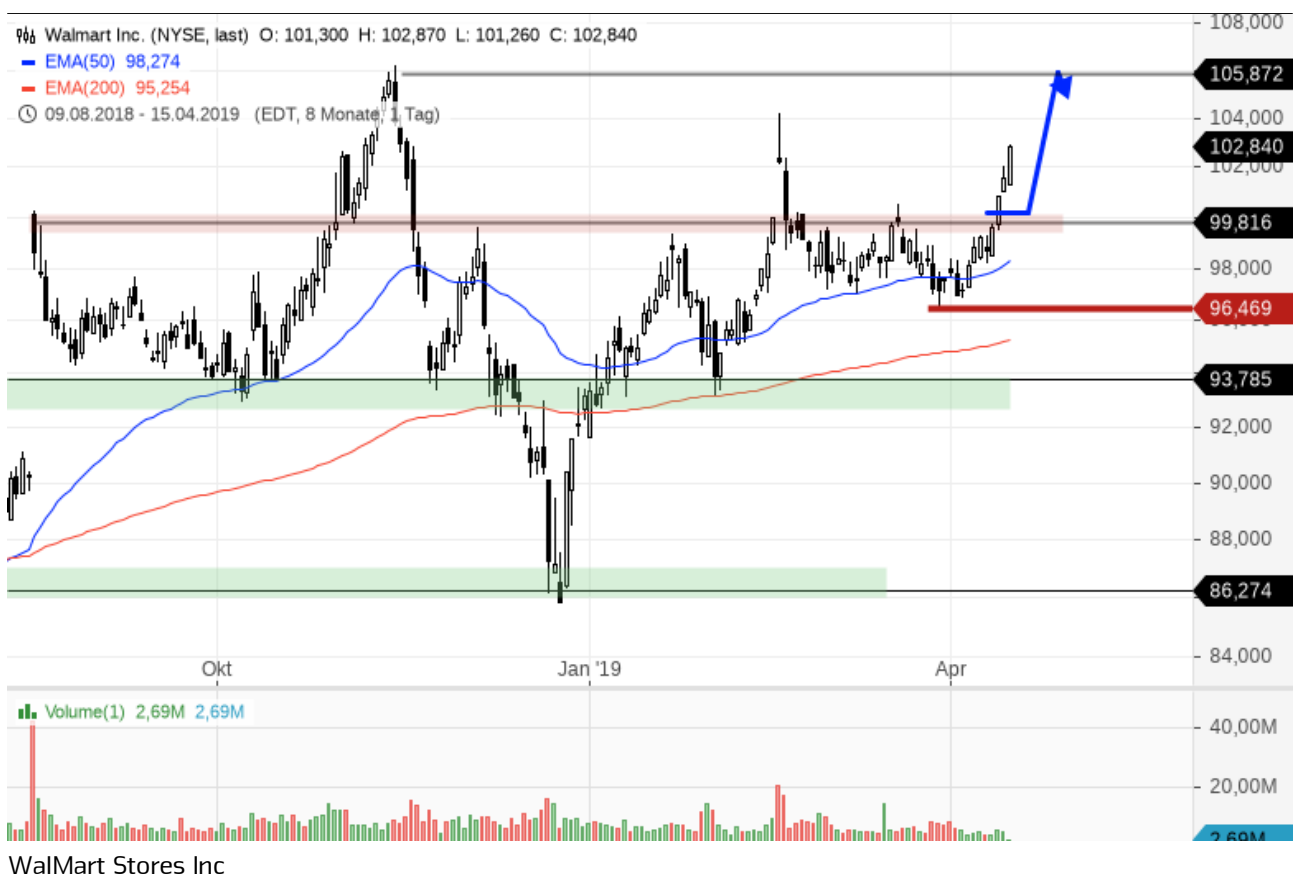 Walmart Inc. (NYSE, last) O: 101,300 H: 102,870 L: 101,260 C: 102,840
EMA(50) 98,274
EMA(200) 95,254
09.08.2018 - 15.04.2019 (EDT, 8 Monate, 1 Tag)
108,000
105,872
104,000
102,840
102,000
99,816
98,000
96,469
93,785
92,000
90,000
88,000
86,274
84,000
Okt Jan '19 Apr
Volume(1) 2,69M 2,69M
40,00M
20,00M
2,69M
WalMart Stores Inc